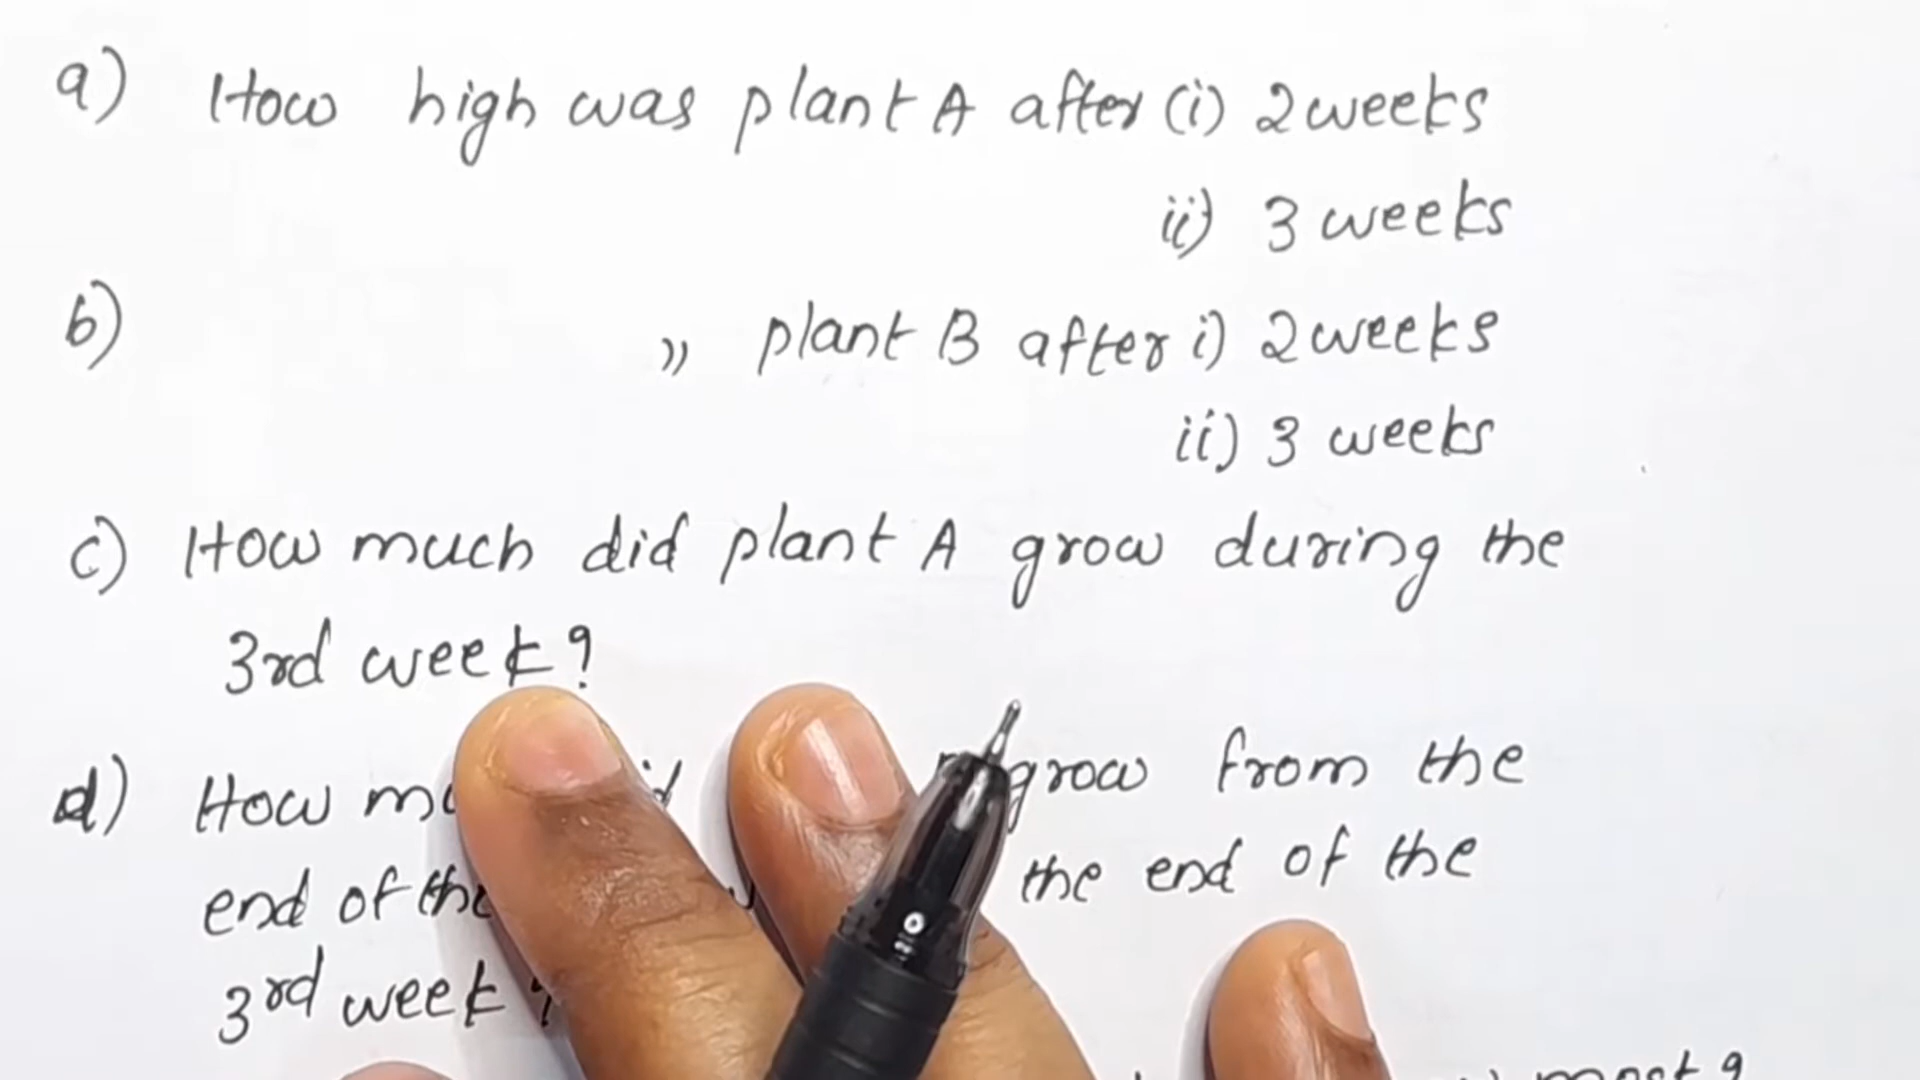 a) How high was plant A after (i) 2 weeks
ii) 3 weeks
b) " plant B after i) 2 weeks
ii) 3 weeks
c) How much did plant A grow during the
3rd week?
d) How grow from the
end of the the end of the
3rd week?
most ?